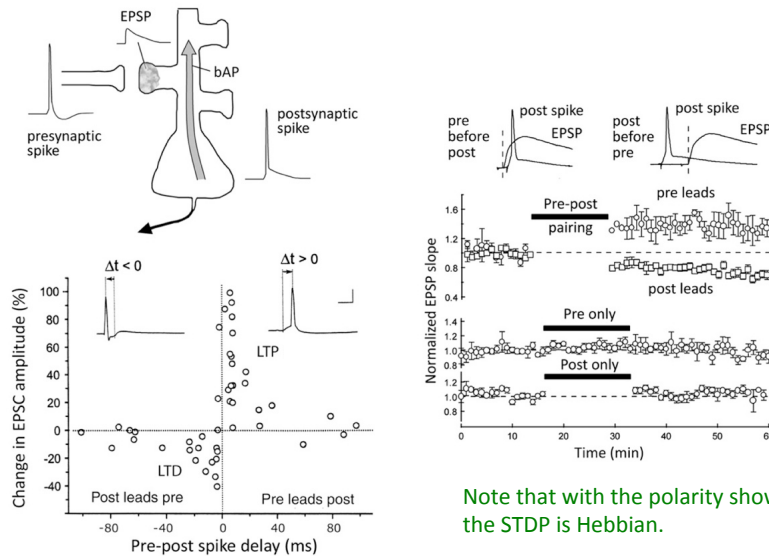 EPSP
bAP
presynaptic
spike
postsynaptic
spike
Δt < 0
Δt > 0
LTP
LTD
Post leads pre
Pre leads post
Change in EPSC amplitude (%)
100
80
60
40
20
0
-20
-40
-60
-80
-40
0
40
80
Pre-post spike delay (ms)
pre
before
post
post spike
EPSP
post
before
pre
post spike
EPSP
pre leads
Pre-post
pairing
post leads
Pre only
Post only
Normalized EPSP slope
1.6
1.2
0.8
0.4
1.4
1.2
1.0
0.8
1.2
1.0
0.8
0
10
20
30
40
50
60
Time (min)
Note that with the polarity show
the STDP is Hebbian.